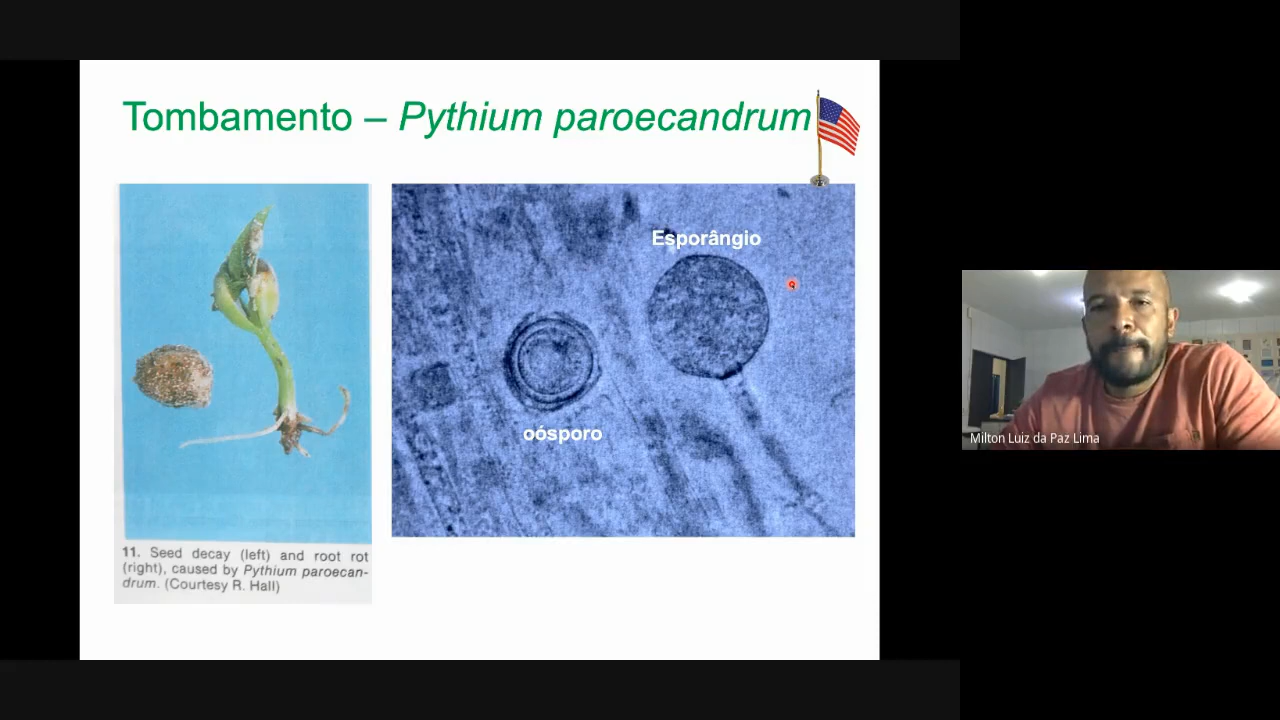 Tombamento – Pythium paroecandrum
Esporângio
oósporo
11. Seed decay (left) and root rot
(right), caused by Pythium paroecan-
drum. (Courtesy R. Hall)
Milton Luiz da Paz Lima